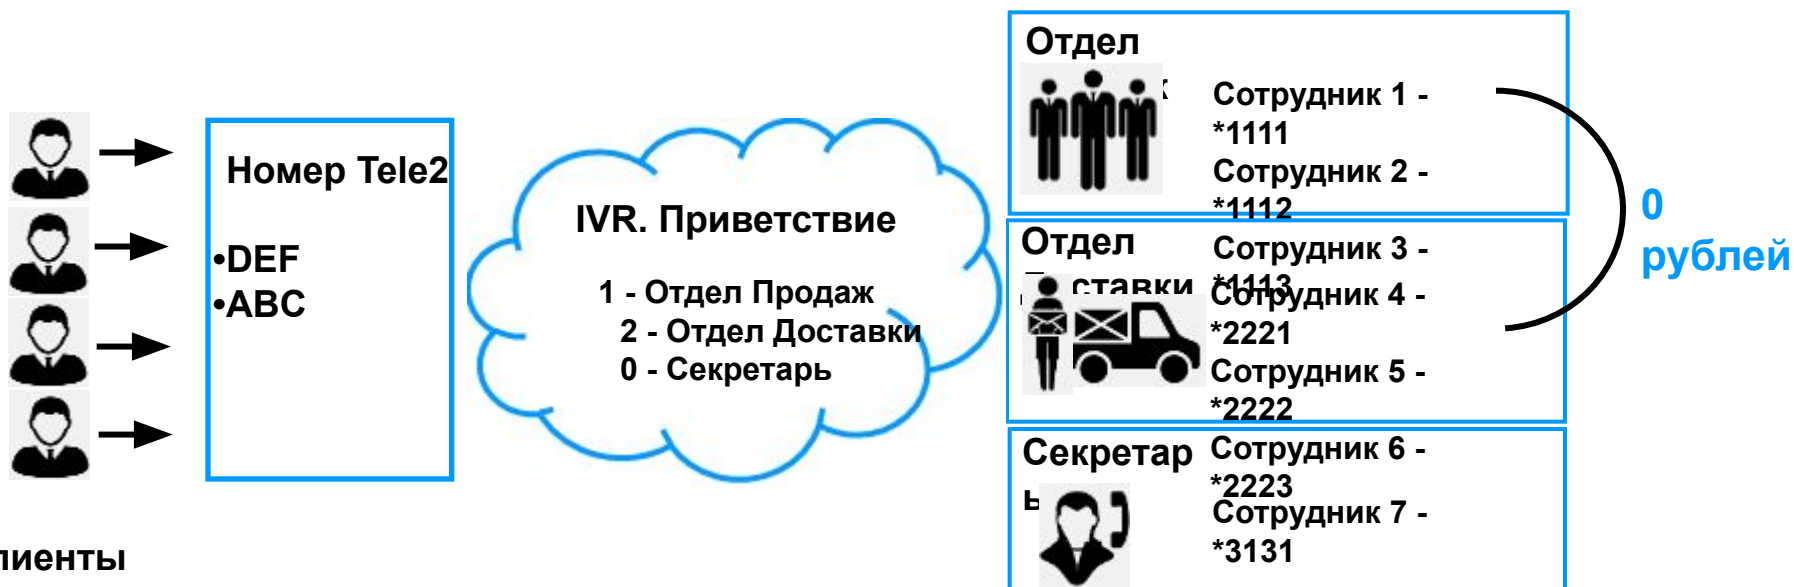 Номер Tele2
•DEF
•ABC
IVR. Приветствие
1 - Отдел Продаж
2 - Отдел Доставки
0 - Секретарь
Отдел
Сотрудник 1 -
*1111
Сотрудник 2 -
*1112
Отдел
ставки
Сотрудник 3 -
*1113
Сотрудник 4 -
*2221
Сотрудник 5 -
*2222
Секретар
ь
Сотрудник 6 -
*2223
Сотрудник 7 -
*3131
0
рублей
лиенты